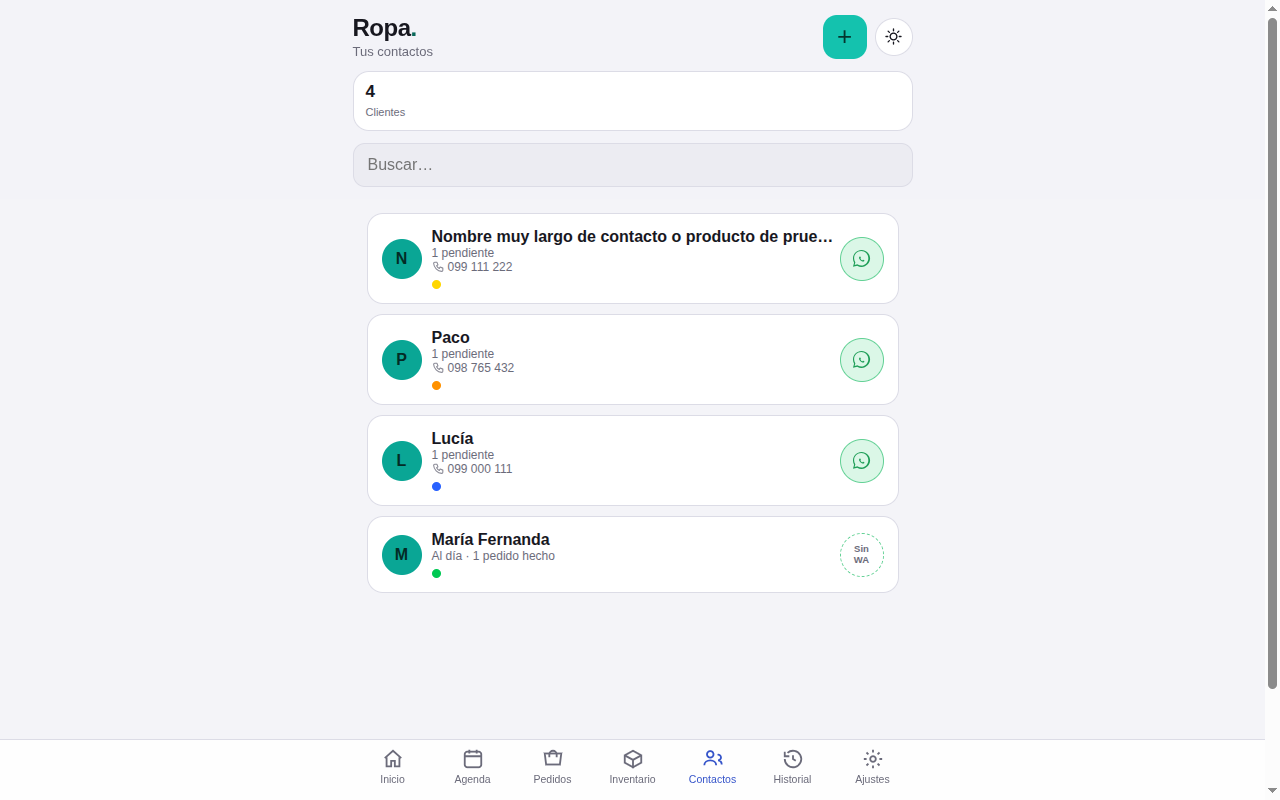 Ropa.
Tus contactos
+
4
Clientes
Buscar…
N
Nombre muy largo de contacto o producto de prue…
1 pendiente
099 111 222
P
Paco
1 pendiente
098 765 432
L
Lucía
1 pendiente
099 000 111
M
María Fernanda
Al día · 1 pedido hecho
Sin
WA
Inicio
Agenda
Pedidos
Inventario
Contactos
Historial
Ajustes